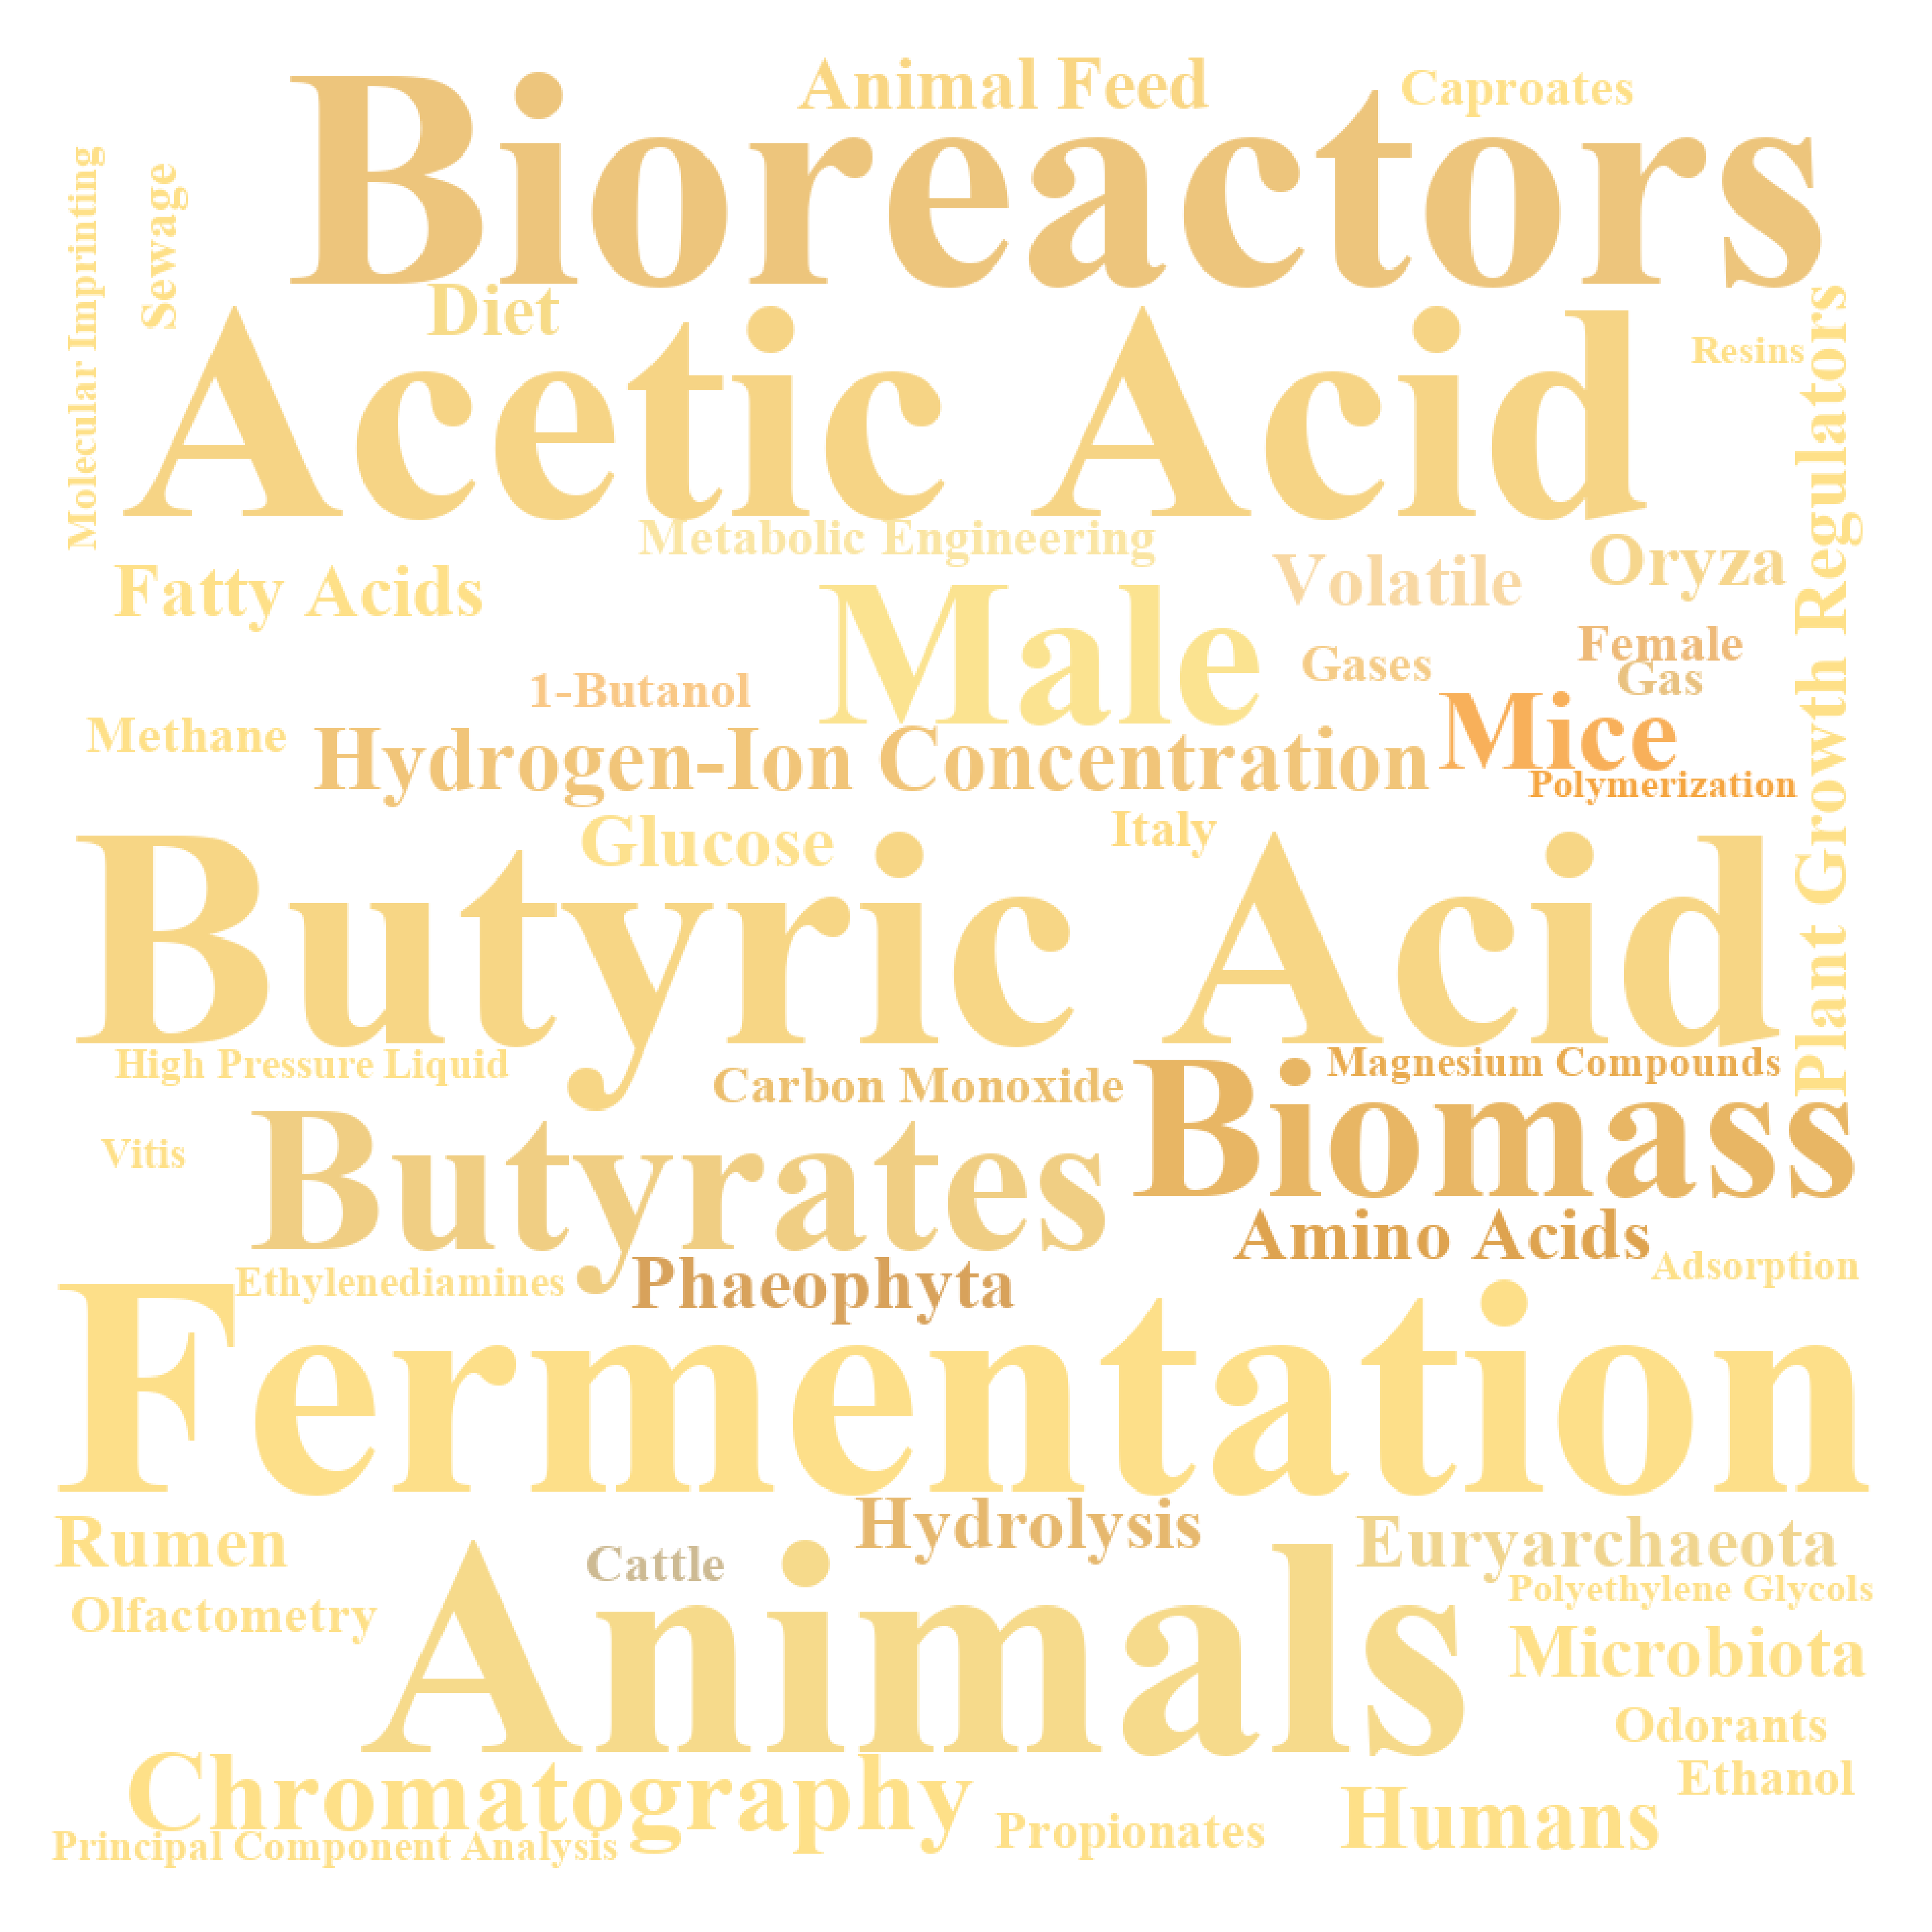 Animal Feed
Caproates
Bioreactors
Molecular Imprinting
Sewage
Diet
Acetic Acid
Resins
Plant Growth Regulators
Metabolic Engineering
Fatty Acids
Volatile
Oryza
Male
Female
Gases
Gas
1-Butanol
Mice
Methane
Hydrogen-Ion Concentration
Polymerization
Glucose
Italy
Butyric Acid
High Pressure Liquid
Carbon Monoxide
Magnesium Compounds
Biomass
Vitis
Butyrates
Amino Acids
Adsorption
Ethylenediamines
Phaeophyta
Fermentation
Rumen
Hydrolysis
Euryarchaeota
Cattle
Polyethylene Glycols
Olfactometry
Animals
Microbiota
Odorants
Ethanol
Chromatography
Humans
Propionates
Principal Component Analysis